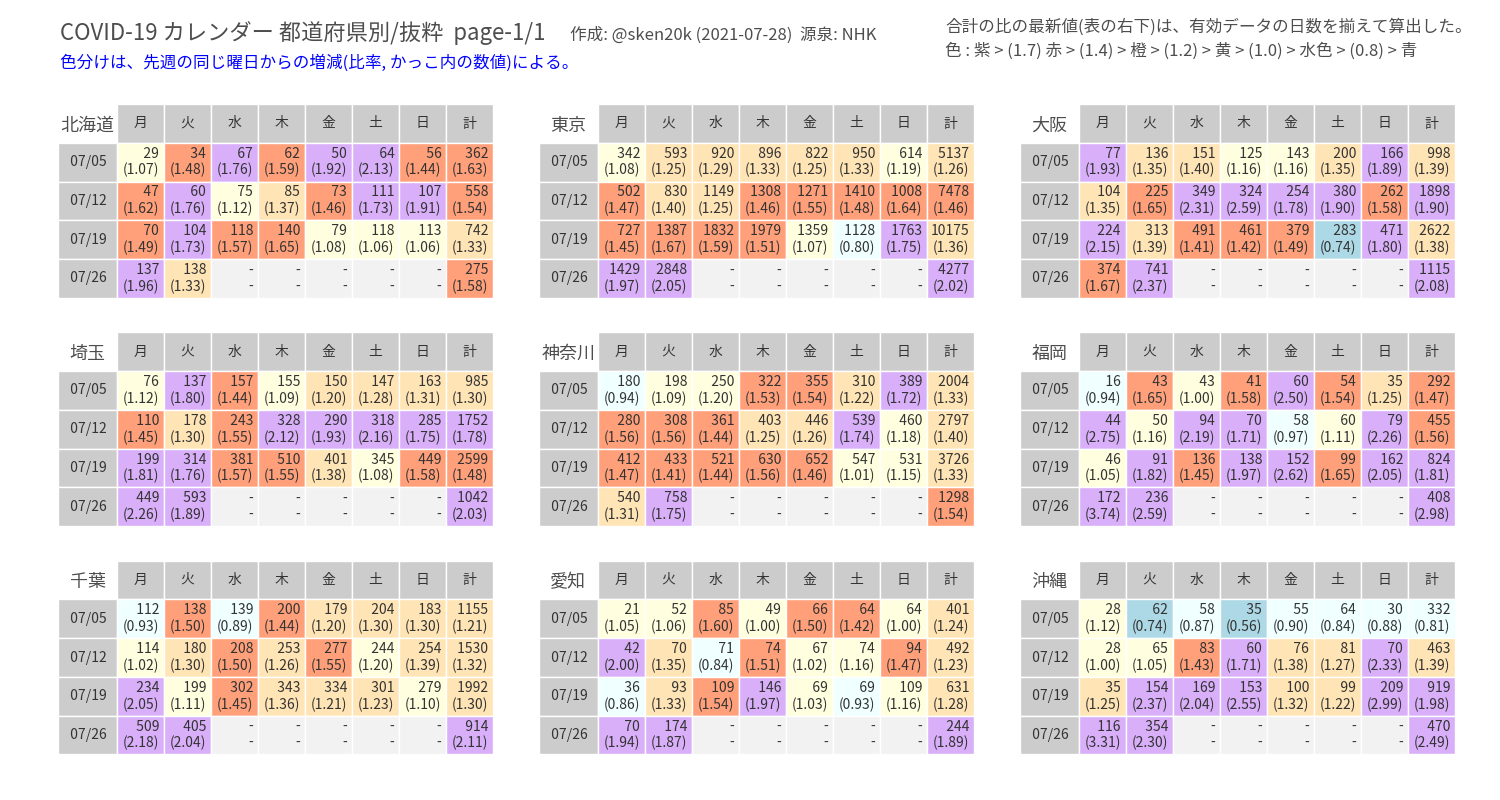 COVID-19 カレンダー 都道府県別/抜粋 page-1/1 作成: @sken20k (2021-07-28) 源泉: NHK
色分けは、先週の同じ曜日からの増減(比率, かっこ内の数値)による。
合計の比の最新値(表の右下)は、有効データの日数を揃えて算出した。
色 : 紫 > (1.7) 赤 > (1.4) > 橙 > (1.2) > 黄 > (1.0) > 水色 > (0.8) > 青
北海道 月 火 水 木 金 土 日 計
07/05 29 34 67 62 50 64 56 362
(1.07) (1.48) (1.76) (1.59) (1.92) (2.13) (1.44) (1.63)
07/12 47 60 75 85 73 111 107 558
(1.62) (1.76) (1.12) (1.37) (1.46) (1.73) (1.91) (1.54)
07/19 70 104 118 140 79 118 113 742
(1.49) (1.73) (1.57) (1.65) (1.08) (1.06) (1.06) (1.33)
07/26 137 138 - - - - - 275
(1.96) (1.33) - - - - - (1.58)
東京 月 火 水 木 金 土 日 計
07/05 342 593 920 896 822 950 614 5137
(1.08) (1.25) (1.29) (1.33) (1.25) (1.33) (1.19) (1.26)
07/12 502 830 1149 1308 1271 1410 1008 7478
(1.47) (1.40) (1.25) (1.46) (1.55) (1.48) (1.64) (1.46)
07/19 727 1387 1832 1979 1359 1128 1763 10175
(1.45) (1.67) (1.59) (1.51) (1.07) (0.80) (1.75) (1.36)
07/26 1429 2848 - - - - - 4277
(1.97) (2.05) - - - - - (2.02)
大阪 月 火 水 木 金 土 日 計
07/05 77 136 151 125 143 200 166 998
(1.93) (1.35) (1.40) (1.16) (1.16) (1.35) (1.89) (1.39)
07/12 104 225 349 324 254 380 262 1898
(1.35) (1.65) (2.31) (2.59) (1.78) (1.90) (1.58) (1.90)
07/19 224 313 491 461 379 283 471 2622
(2.15) (1.39) (1.41) (1.42) (1.49) (0.74) (1.80) (1.38)
07/26 374 741 - - - - - 1115
(1.67) (2.37) - - - - - (2.08)
埼玉 月 火 水 木 金 土 日 計
07/05 76 137 157 155 150 147 163 985
(1.12) (1.80) (1.44) (1.09) (1.20) (1.28) (1.31) (1.30)
07/12 110 178 243 328 290 318 285 1752
(1.45) (1.30) (1.55) (2.12) (1.93) (2.16) (1.75) (1.78)
07/19 199 314 381 510 401 345 449 2599
(1.81) (1.76) (1.57) (1.55) (1.38) (1.08) (1.58) (1.48)
07/26 449 593 - - - - - 1042
(2.26) (1.89) - - - - - (2.03)
神奈川 月 火 水 木 金 土 日 計
07/05 180 198 250 322 355 310 389 2004
(0.94) (1.09) (1.20) (1.53) (1.54) (1.22) (1.72) (1.33)
07/12 280 308 361 403 446 539 460 2797
(1.56) (1.56) (1.44) (1.25) (1.26) (1.74) (1.18) (1.40)
07/19 412 433 521 630 652 547 531 3726
(1.47) (1.41) (1.44) (1.56) (1.46) (1.01) (1.15) (1.33)
07/26 540 758 - - - - - 1298
(1.31) (1.75) - - - - - (1.54)
福岡 月 火 水 木 金 土 日 計
07/05 16 43 43 41 60 54 35 292
(0.94) (1.65) (1.00) (1.58) (2.50) (1.54) (1.25) (1.47)
07/12 44 50 94 70 58 60 79 455
(2.75) (1.16) (2.19) (1.71) (0.97) (1.11) (2.26) (1.56)
07/19 46 91 136 138 152 99 162 824
(1.05) (1.82) (1.45) (1.97) (2.62) (1.65) (2.05) (1.81)
07/26 172 236 - - - - - 408
(3.74) (2.59) - - - - - (2.98)
千葉 月 火 水 木 金 土 日 計
07/05 112 138 139 200 179 204 183 1155
(0.93) (1.50) (0.89) (1.44) (1.20) (1.30) (1.30) (1.21)
07/12 114 180 208 253 277 244 254 1530
(1.02) (1.30) (1.50) (1.26) (1.55) (1.20) (1.39) (1.32)
07/19 234 199 302 343 334 301 279 1992
(2.05) (1.11) (1.45) (1.36) (1.21) (1.23) (1.10) (1.30)
07/26 509 405 - - - - - 914
(2.18) (2.04) - - - - - (2.11)
愛知 月 火 水 木 金 土 日 計
07/05 21 52 85 49 66 64 64 401
(1.05) (1.06) (1.60) (1.00) (1.50) (1.42) (1.00) (1.24)
07/12 42 70 71 74 67 74 94 492
(2.00) (1.35) (0.84) (1.51) (1.02) (1.16) (1.47) (1.23)
07/19 36 93 109 146 69 69 109 631
(0.86) (1.33) (1.54) (1.97) (1.03) (0.93) (1.16) (1.28)
07/26 70 174 - - - - - 244
(1.94) (1.87) - - - - - (1.89)
沖縄 月 火 水 木 金 土 日 計
07/05 28 62 58 35 55 64 30 332
(1.12) (0.74) (0.87) (0.56) (0.90) (0.84) (0.88) (0.81)
07/12 28 65 83 60 76 81 70 463
(1.00) (1.05) (1.43) (1.71) (1.38) (1.27) (2.33) (1.39)
07/19 35 154 169 153 100 99 209 919
(1.25) (2.37) (2.04) (2.55) (1.32) (1.22) (2.99) (1.98)
07/26 116 354 - - - - - 470
(3.31) (2.30) - - - - - (2.49)